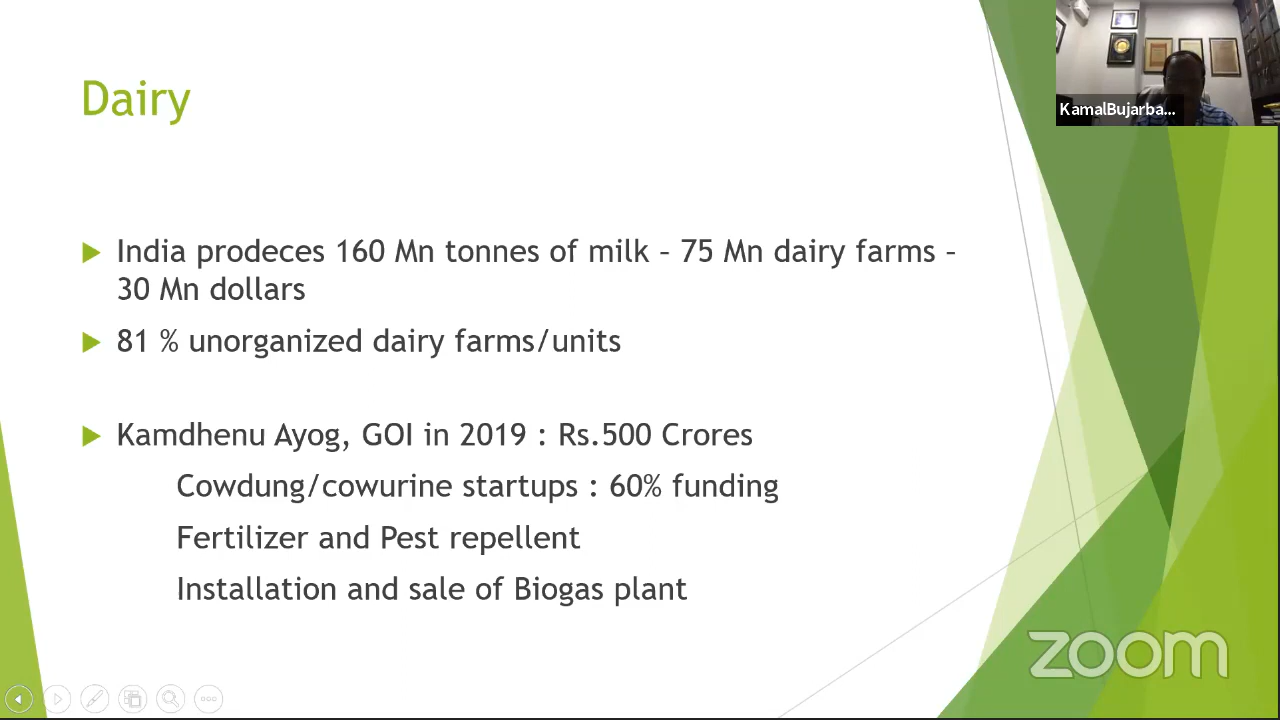 Dairy
KamalBujarba...
India prodeces 160 Mn tonnes of milk – 75 Mn dairy farms –
30 Mn dollars
81 % unorganized dairy farms/units
Kamdhenu Ayog, GOI in 2019 : Rs.500 Crores
Cowdung/cowurine startups : 60% funding
Fertilizer and Pest repellent
Installation and sale of Biogas plant
zoom